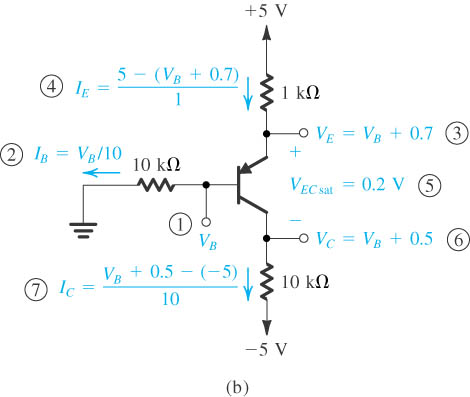 +5 V
④ I_E = 5 − (V_B + 0.7) / 1
1 kΩ
V_E = V_B + 0.7 ③
② I_B = V_B/10
10 kΩ
+
V_EC sat = 0.2 V ⑤
① V_B
−
V_C = V_B + 0.5 ⑥
⑦ I_C = V_B + 0.5 − (−5) / 10
10 kΩ
−5 V
(b)